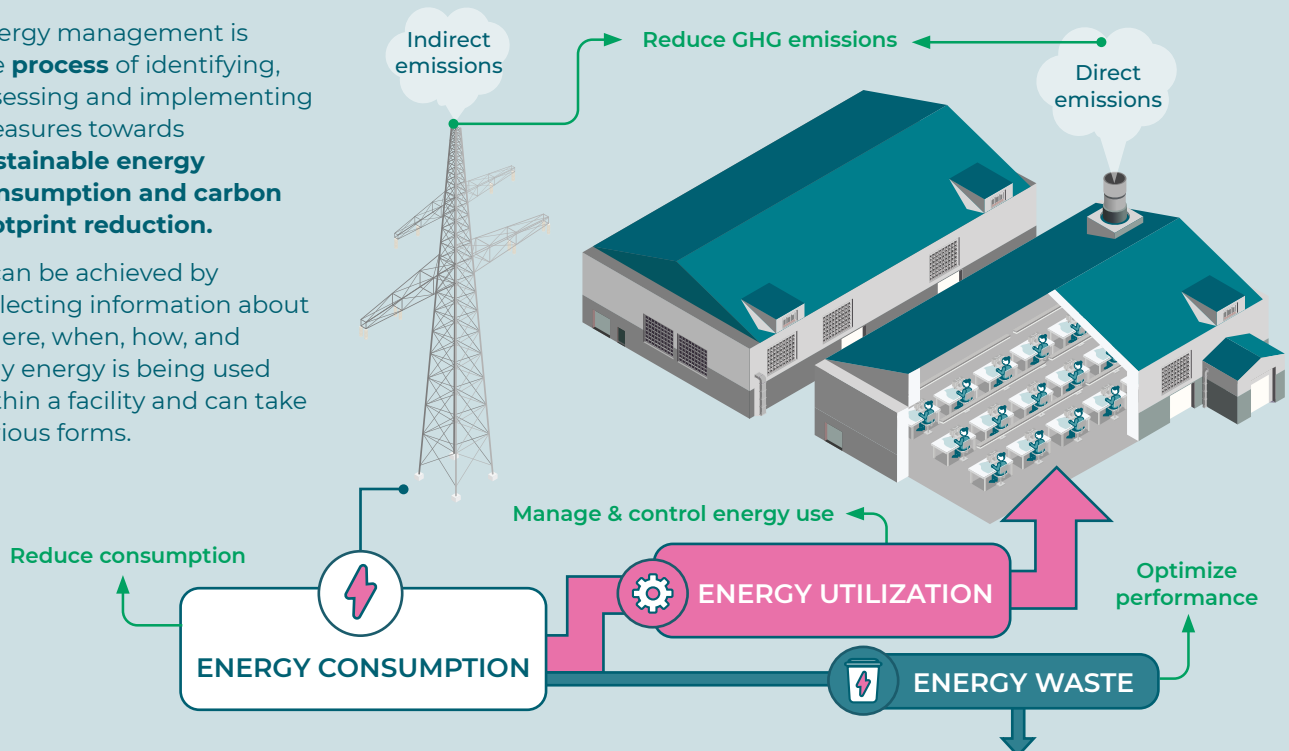 ergy management is
e process of identifying,
sessing and implementing
easures towards
stainable energy
nsumption and carbon
otprint reduction.
can be achieved by
llecting information about
ere, when, how, and
y energy is being used
thin a facility and can take
rious forms.
Indirect
emissions
Reduce GHG emissions
Direct
emissions
Manage & control energy use
Reduce consumption
ENERGY UTILIZATION
Optimize
performance
ENERGY CONSUMPTION
ENERGY WASTE